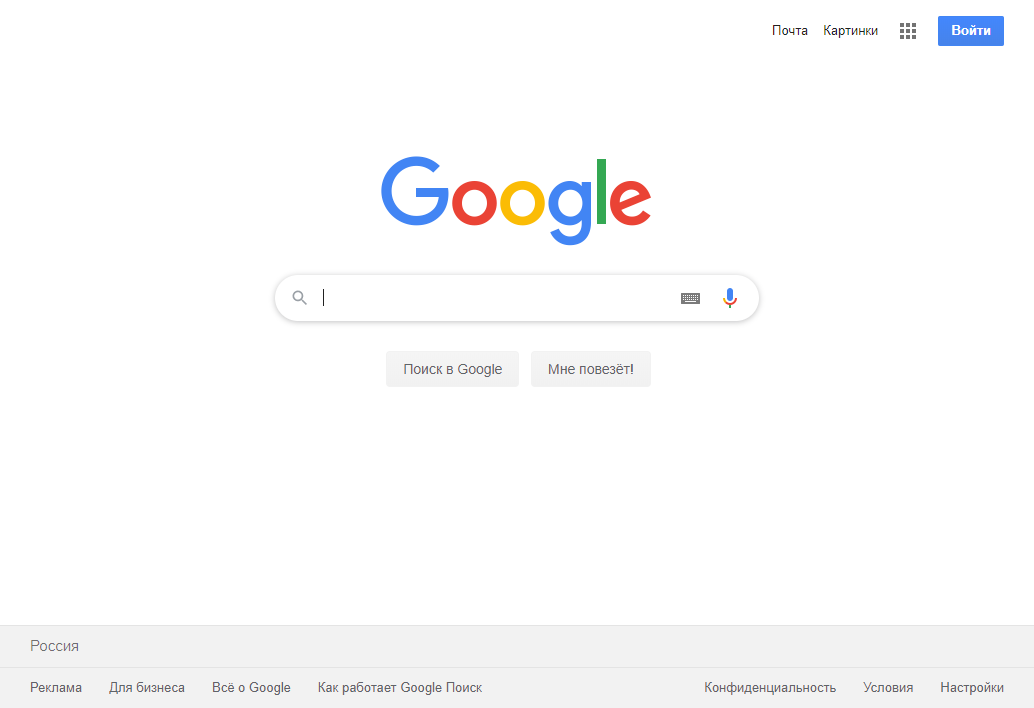 Почта Картинки Войти
Google
Поиск в Google Мне повезёт!
Россия
Реклама Для бизнеса Всё о Google Как работает Google Поиск Конфиденциальность Условия Настройки